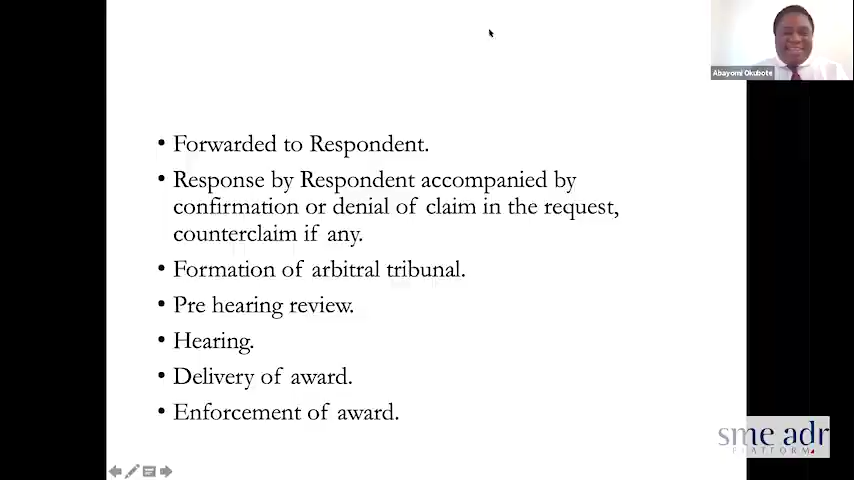 Abayomi Okubote
• Forwarded to Respondent.
• Response by Respondent accompanied by
confirmation or denial of claim in the request,
counterclaim if any.
• Formation of arbitral tribunal.
• Pre hearing review.
• Hearing.
• Delivery of award.
• Enforcement of award.
sme adr
PLATFORM